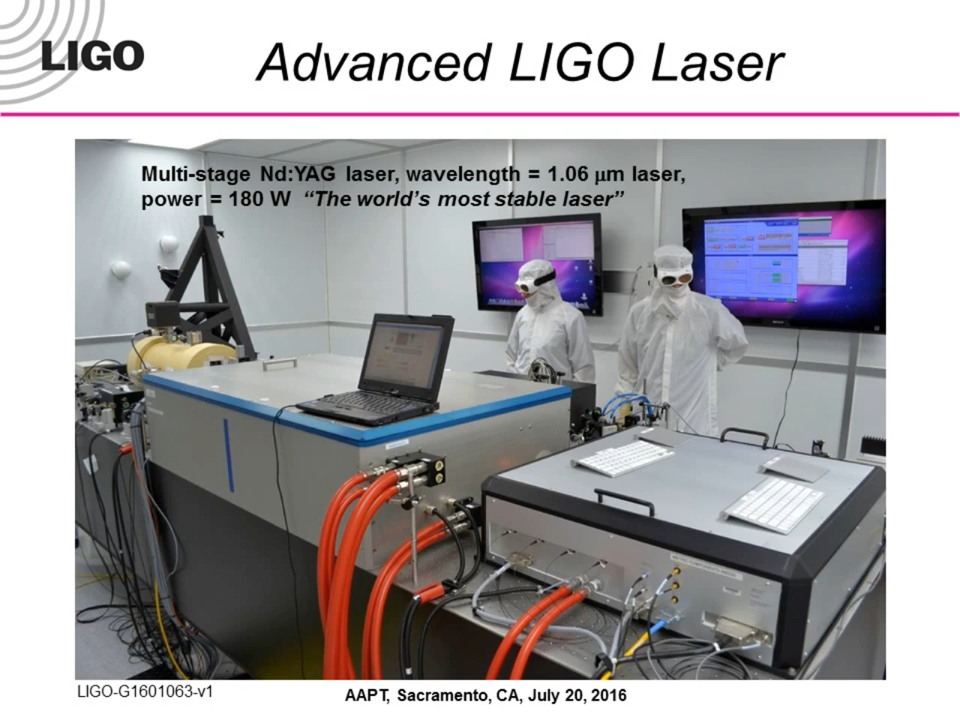 LIGO
Advanced LIGO Laser
Multi-stage Nd:YAG laser, wavelength = 1.06 μm laser,
power = 180 W “The world’s most stable laser”
LIGO-G1601063-v1
AAPT, Sacramento, CA, July 20, 2016